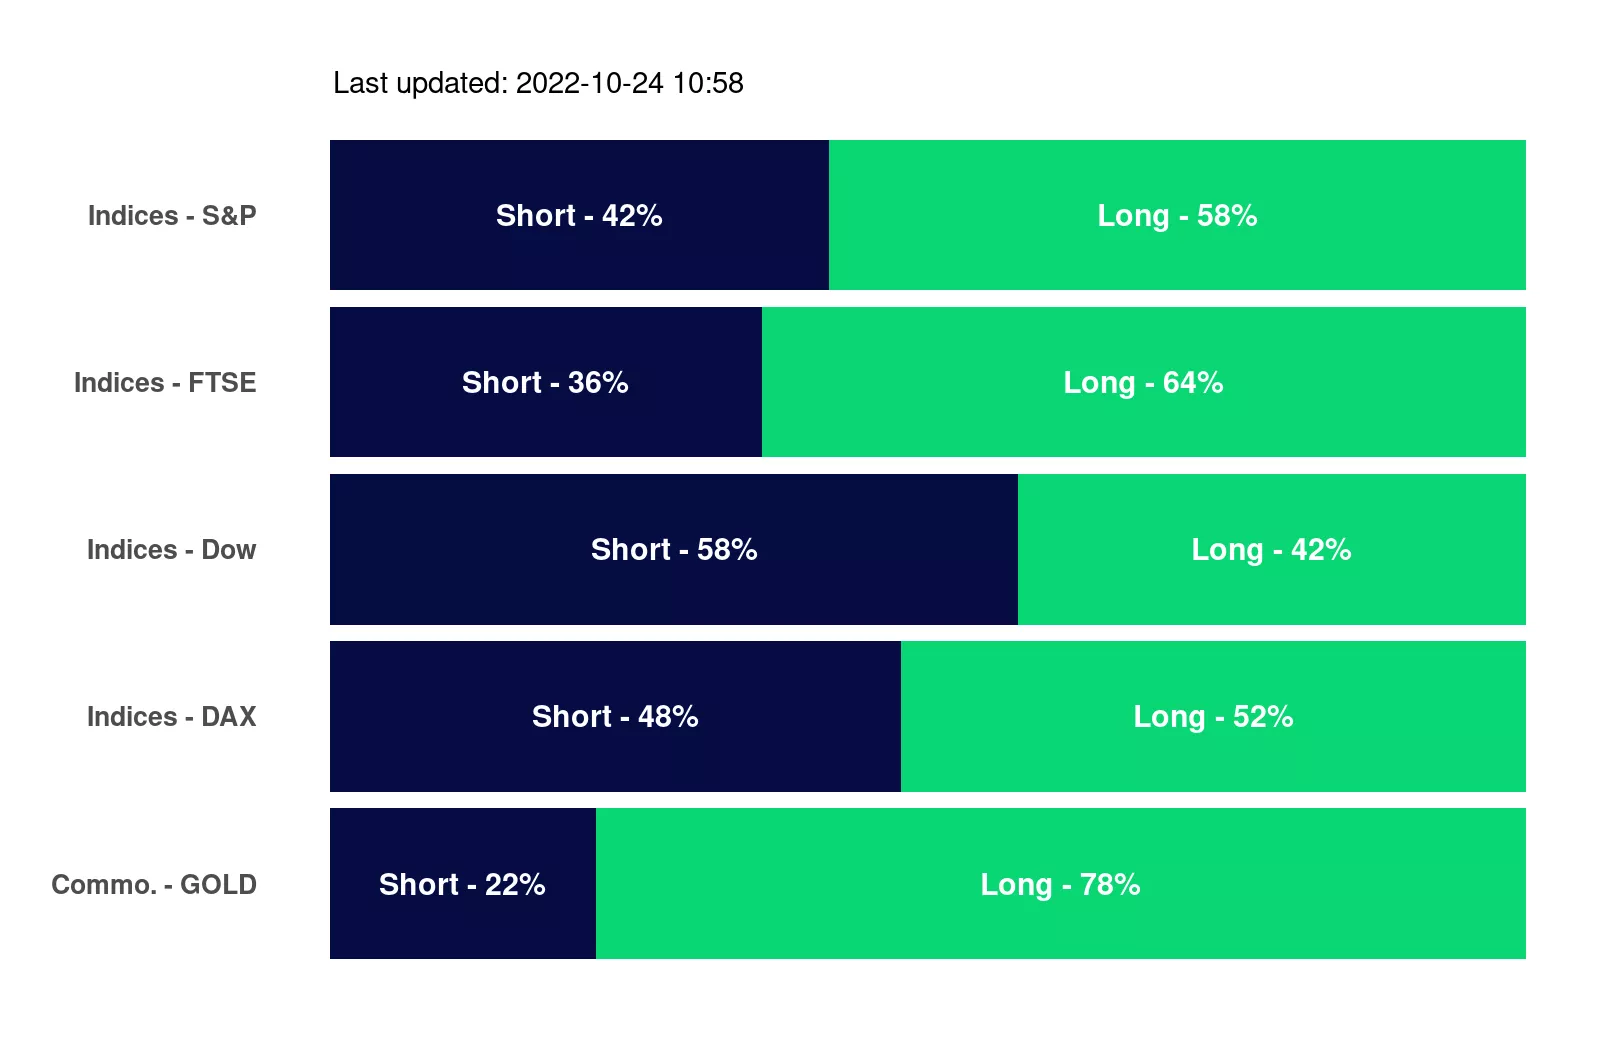 Last updated: 2022-10-24 10:58
Indices - S&P Short - 42% Long - 58%
Indices - FTSE Short - 36% Long - 64%
Indices - Dow Short - 58% Long - 42%
Indices - DAX Short - 48% Long - 52%
Commo. - GOLD Short - 22% Long - 78%